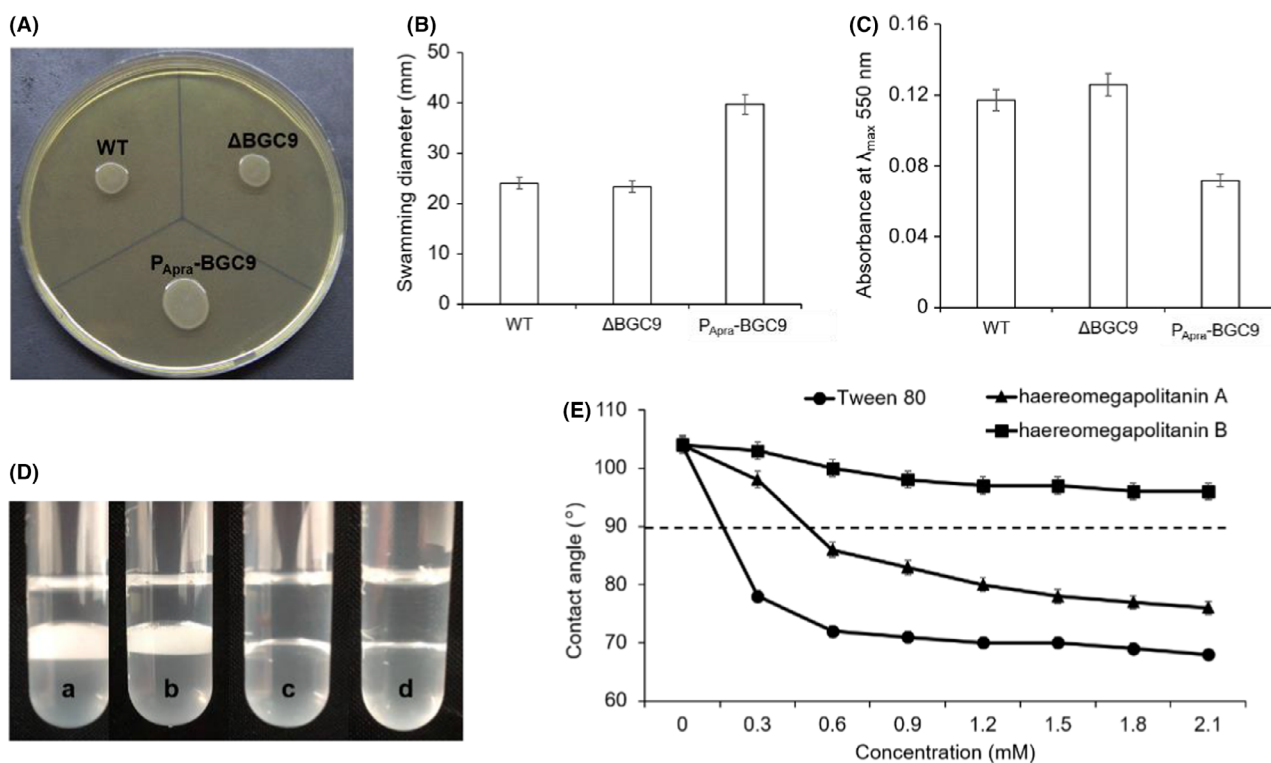 (A)
WT
ΔBGC9
PApra-BGC9
(B)
Swamming diameter (mm)
50
40
30
20
10
0
WT
ΔBGC9
PApra-BGC9
(C)
Absorbance at λmax 550 nm
0.16
0.12
0.08
0.04
0
WT
ΔBGC9
PApra-BGC9
(D)
a
b
c
d
(E)
Tween 80
haereomegapolitanin A
haereomegapolitanin B
Contact angle (°)
110
100
90
80
70
60
0 0.3 0.6 0.9 1.2 1.5 1.8 2.1
Concentration (mM)